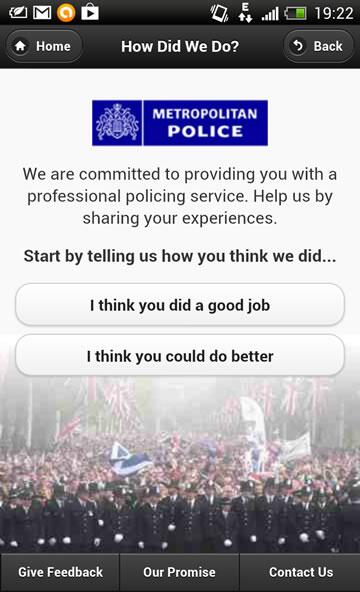 E
19:22
Home
How Did We Do?
Back
METROPOLITAN
POLICE
We are committed to providing you with a
professional policing service. Help us by
sharing your experiences.
Start by telling us how you think we did...
I think you did a good job
I think you could do better
Give Feedback
Our Promise
Contact Us